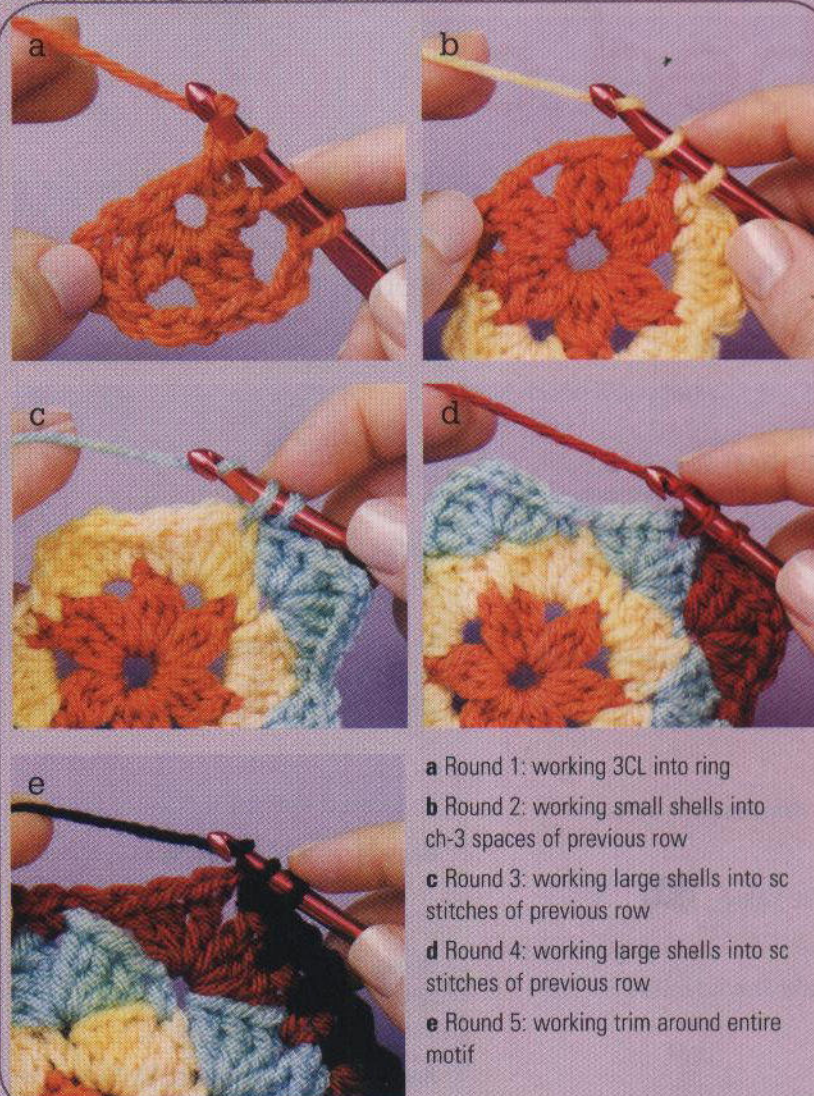 a
b
c
d
e
a Round 1: working 3CL into ring
b Round 2: working small shells into
ch-3 spaces of previous row
c Round 3: working large shells into sc
stitches of previous row
d Round 4: working large shells into sc
stitches of previous row
e Round 5: working trim around entire
motif